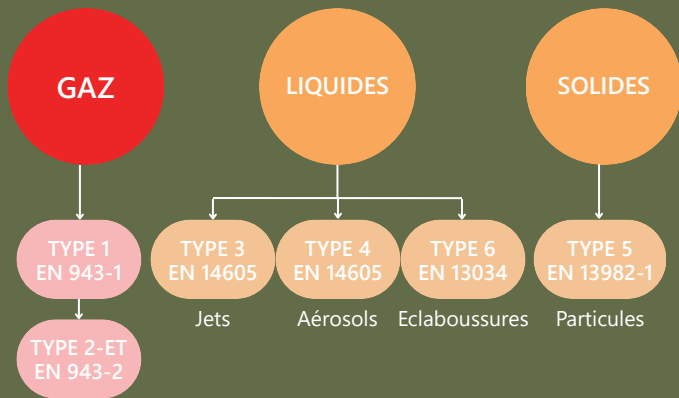 GAZ
LIQUIDES
SOLIDES
TYPE 1
EN 943-1
TYPE 3
EN 14605
TYPE 4
EN 14605
TYPE 6
EN 13034
TYPE 5
EN 13982-1
Jets
Aérosols
Eclaboussures
Particules
TYPE 2-ET
EN 943-2